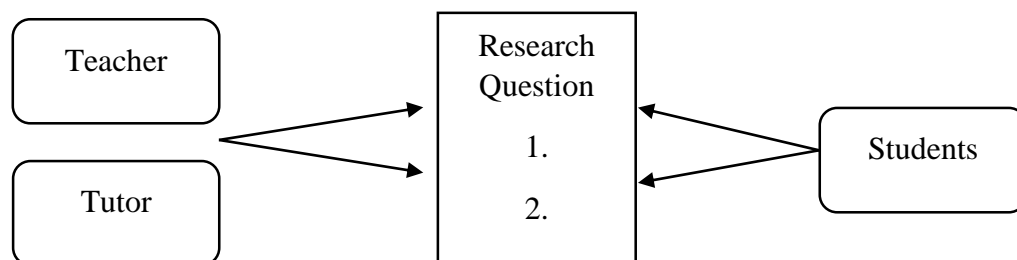 Teacher
Tutor
Research
Question
1.
2.
Students